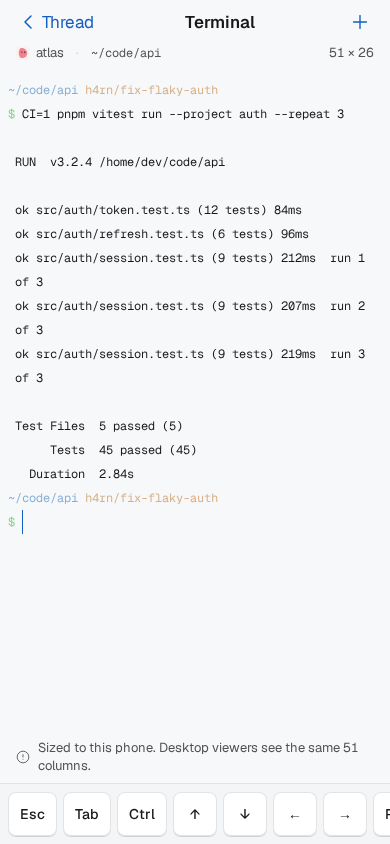 Thread
Terminal
atlas · ~/code/api 51 × 26
~/code/api h4rn/fix-flaky-auth
$ CI=1 pnpm vitest run --project auth --repeat 3
RUN v3.2.4 /home/dev/code/api
ok src/auth/token.test.ts (12 tests) 84ms
ok src/auth/refresh.test.ts (6 tests) 96ms
ok src/auth/session.test.ts (9 tests) 212ms run 1
of 3
ok src/auth/session.test.ts (9 tests) 207ms run 2
of 3
ok src/auth/session.test.ts (9 tests) 219ms run 3
of 3
Test Files 5 passed (5)
Tests 45 passed (45)
Duration 2.84s
~/code/api h4rn/fix-flaky-auth
$
Sized to this phone. Desktop viewers see the same 51
columns.
Esc Tab Ctrl ↑ ↓ ← →